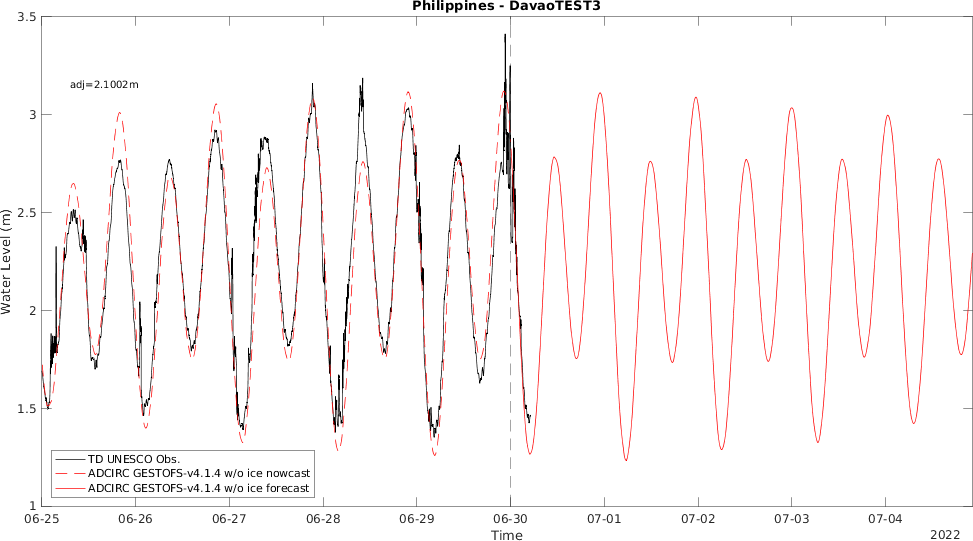 Philippines - DavaoTEST3
adj=2.1002m
Water Level (m)
3.5
3
2.5
2
1.5
1
TD UNESCO Obs.
ADCIRC GESTOFS-v4.1.4 w/o ice nowcast
ADCIRC GESTOFS-v4.1.4 w/o ice forecast
06-25 06-26 06-27 06-28 06-29 06-30 07-01 07-02 07-03 07-04
Time
2022